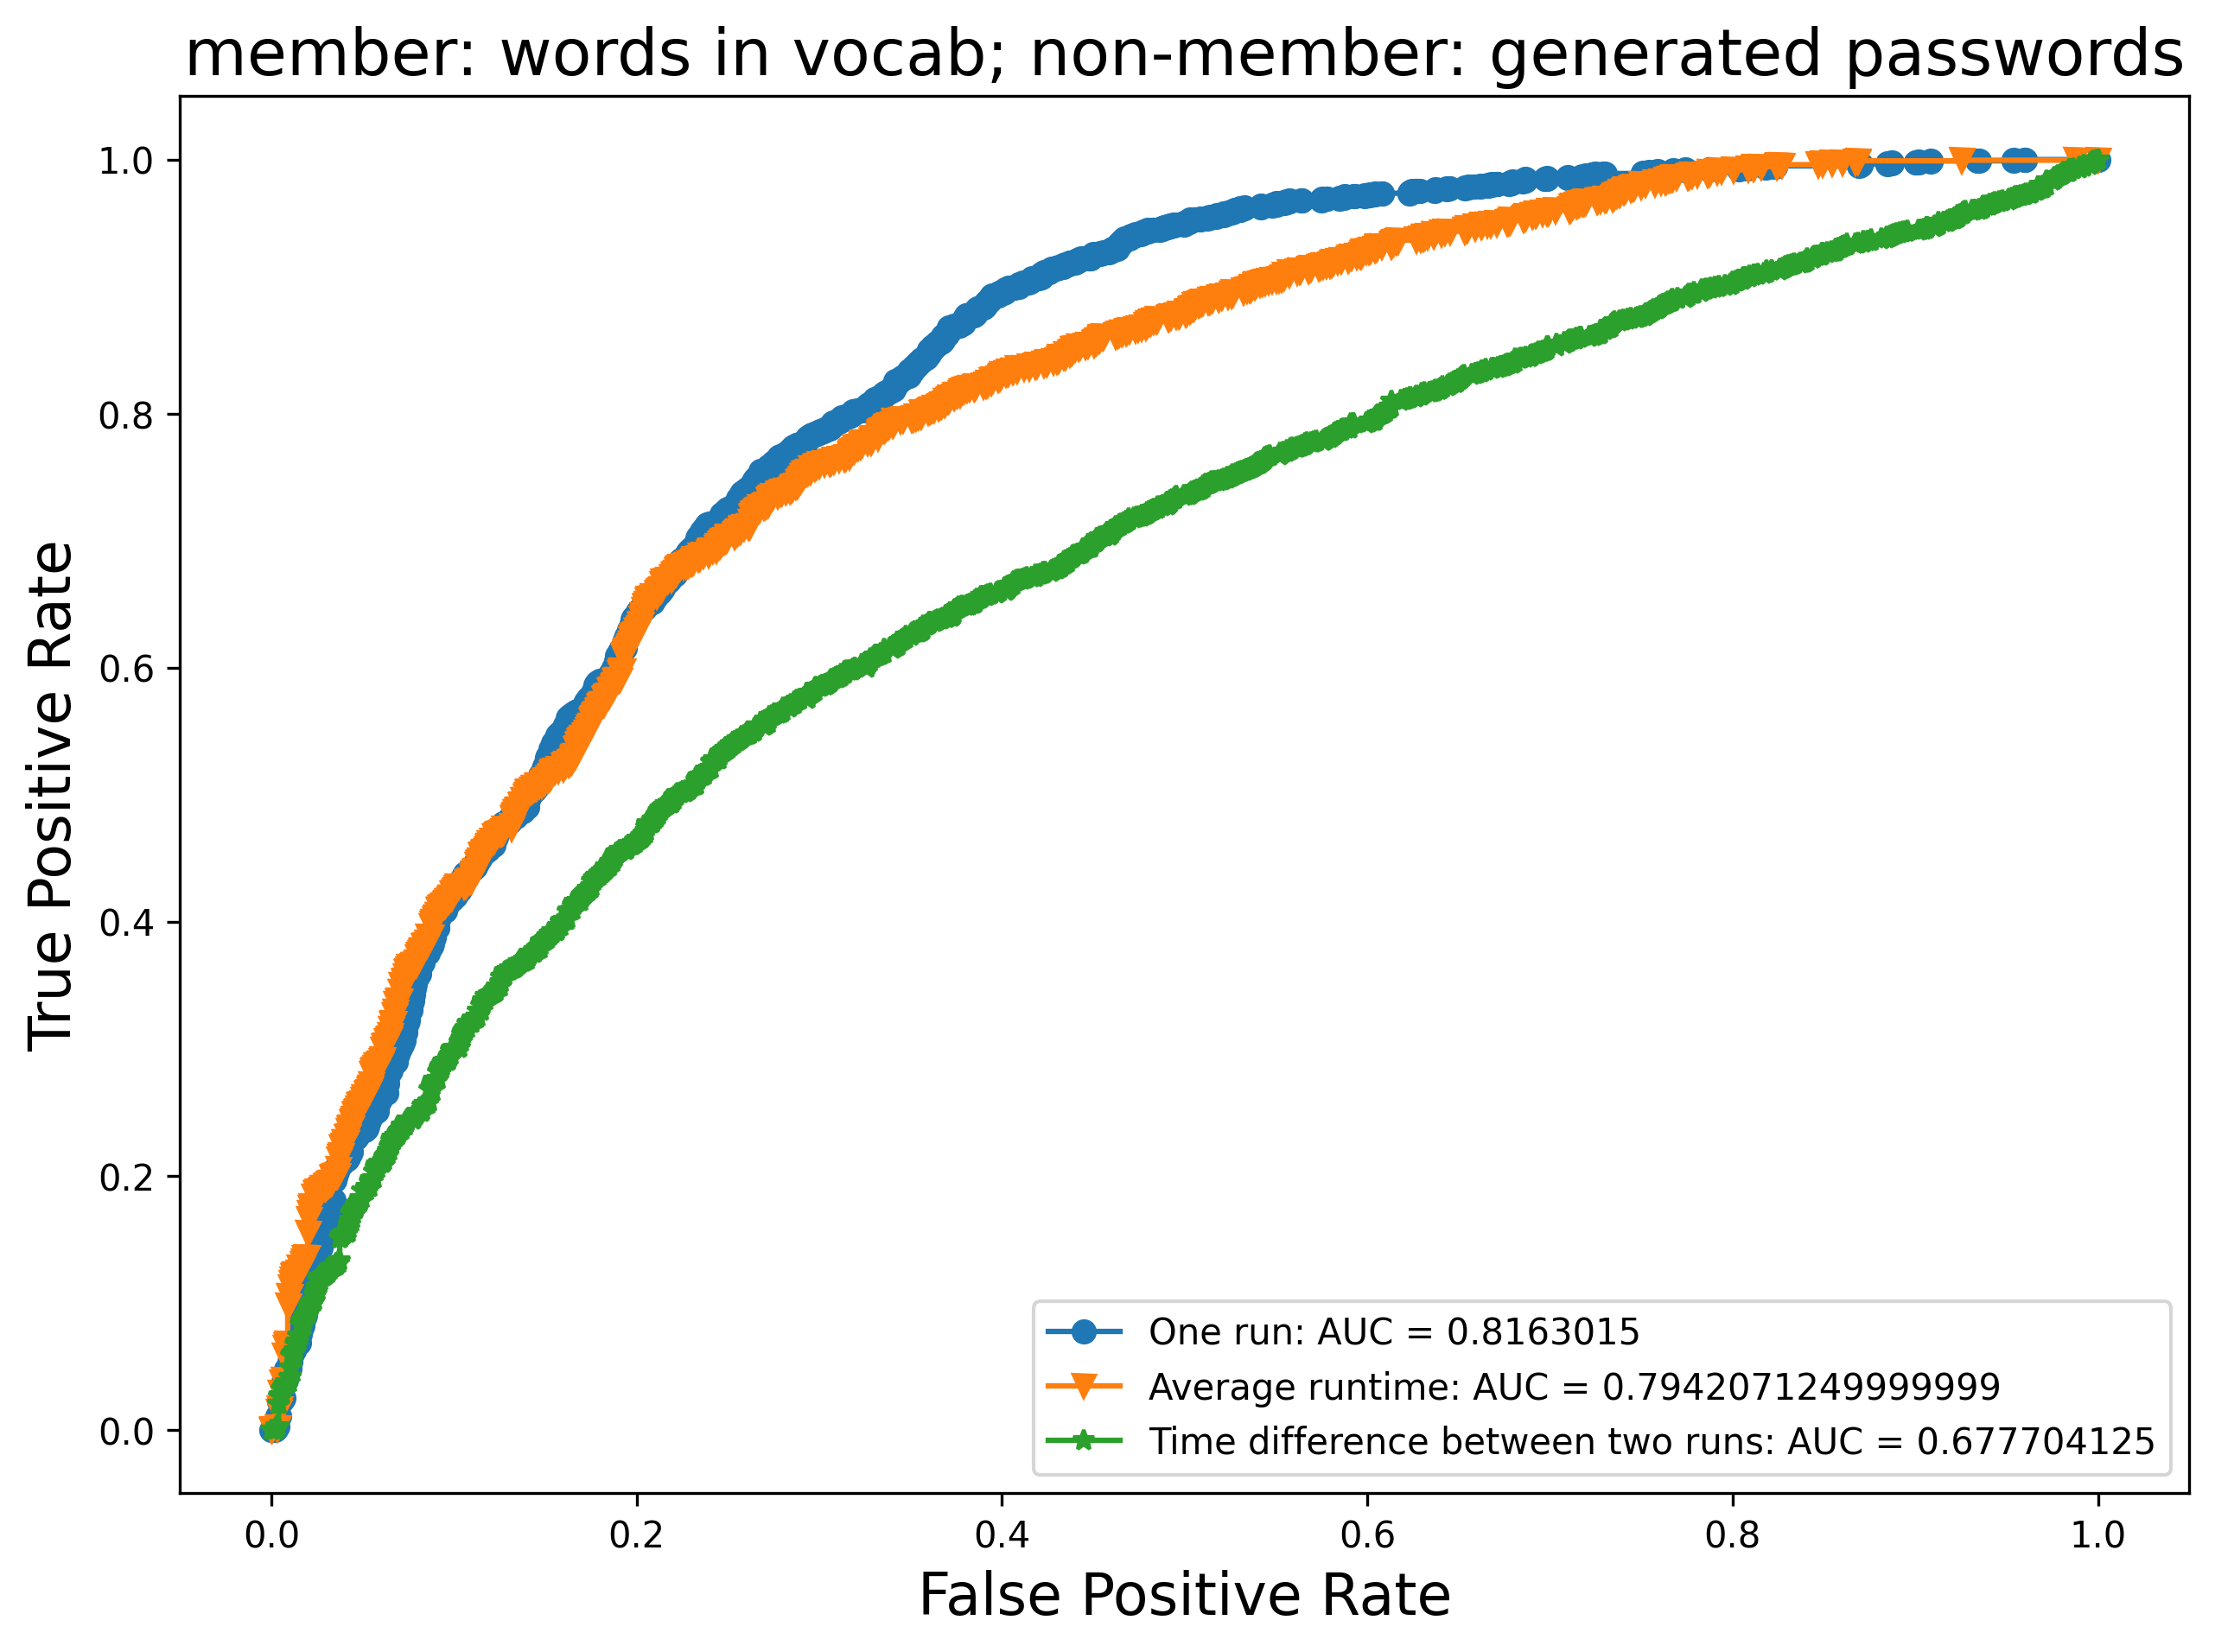 member: words in vocab; non-member: generated passwords
True Positive Rate
1.0
0.8
0.6
0.4
0.2
0.0
One run: AUC = 0.8163015
Average runtime: AUC = 0.7942071249999999
Time difference between two runs: AUC = 0.677704125
0.0 0.2 0.4 0.6 0.8 1.0
False Positive Rate